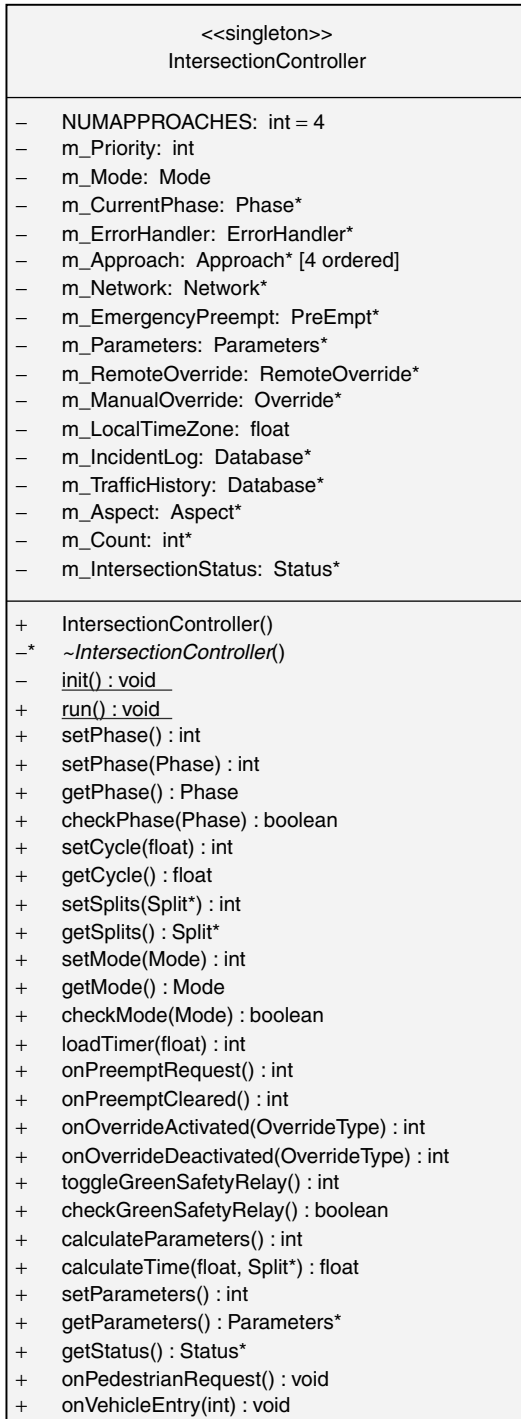 <<singleton>>
IntersectionController
− NUMAPPROACHES: int = 4
− m_Priority: int
− m_Mode: Mode
− m_CurrentPhase: Phase*
− m_ErrorHandler: ErrorHandler*
− m_Approach: Approach* [4 ordered]
− m_Network: Network*
− m_EmergencyPreempt: PreEmpt*
− m_Parameters: Parameters*
− m_RemoteOverride: RemoteOverride*
− m_ManualOverride: Override*
− m_LocalTimeZone: float
− m_IncidentLog: Database*
− m_TrafficHistory: Database*
− m_Aspect: Aspect*
− m_Count: int*
− m_IntersectionStatus: Status*
+ IntersectionController()
−* ~IntersectionController()
− init() : void
+ run() : void
+ setPhase() : int
+ setPhase(Phase) : int
+ getPhase() : Phase
+ checkPhase(Phase) : boolean
+ setCycle(float) : int
+ getCycle() : float
+ setSplits(Split*) : int
+ getSplits() : Split*
+ setMode(Mode) : int
+ getMode() : Mode
+ checkMode(Mode) : boolean
+ loadTimer(float) : int
+ onPreemptRequest() : int
+ onPreemptCleared() : int
+ onOverrideActivated(OverrideType) : int
+ onOverrideDeactivated(OverrideType) : int
+ toggleGreenSafetyRelay() : int
+ checkGreenSafetyRelay() : boolean
+ calculateParameters() : int
+ calculateTime(float, Split*) : float
+ setParameters() : int
+ getParameters() : Parameters*
+ getStatus() : Status*
+ onPedestrianRequest() : void
+ onVehicleEntry(int) : void